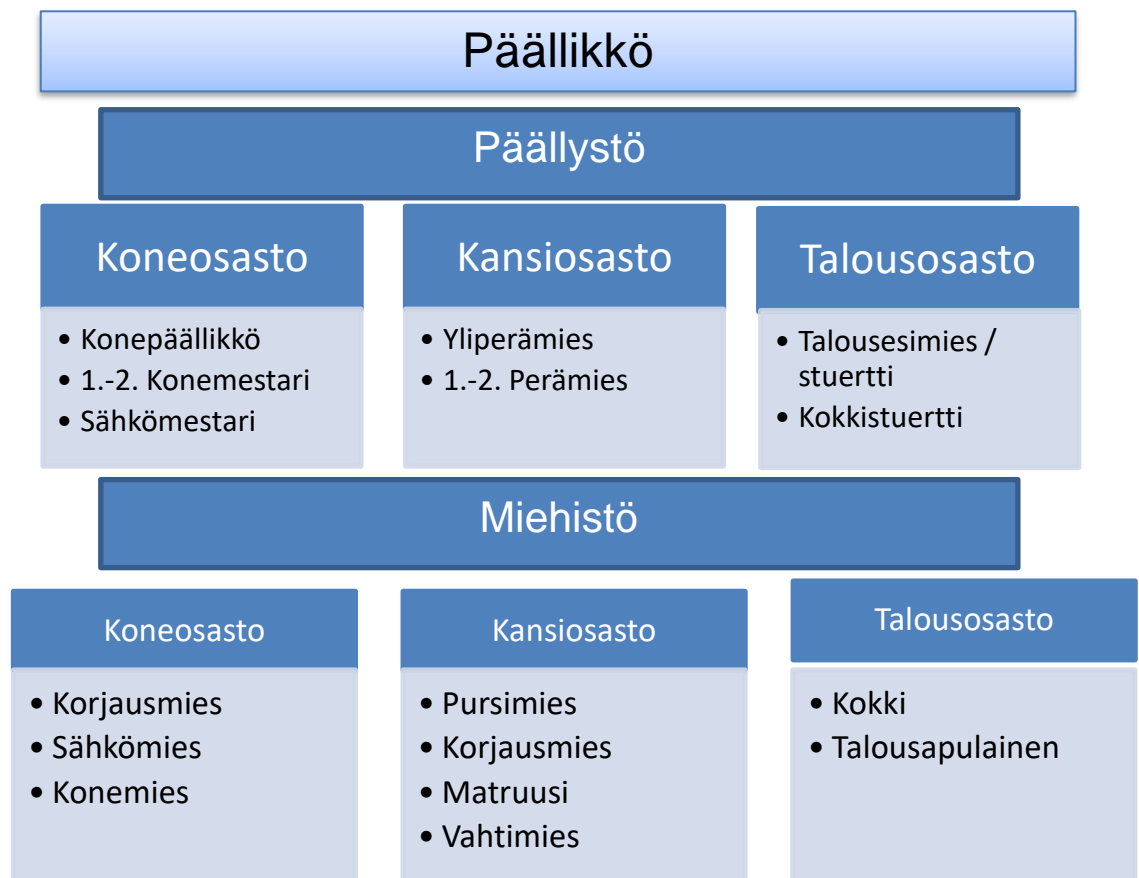 Päällikkö
Päällystö
Koneosasto
• Konepäällikkö
• 1.-2. Konemestari
• Sähkömestari
Kansiosasto
• Yliperämies
• 1.-2. Perämies
Talousosasto
• Talousesimies /
stuertti
• Kokkistuertti
Miehistö
Koneosasto
• Korjausmies
• Sähkömies
• Konemies
Kansiosasto
• Pursimies
• Korjausmies
• Matruusi
• Vahtimies
Talousosasto
• Kokki
• Talousapulainen